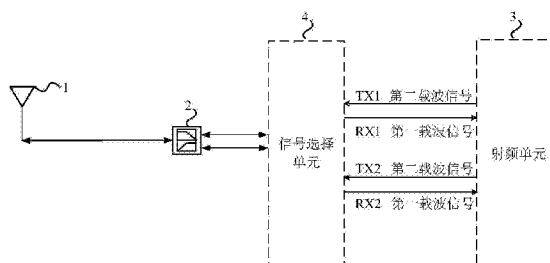 4
3
1
2
TX1 第二载波信号
RX1 第一载波信号
TX2 第二载波信号
RX2 第一载波信号
信号选择
单元
射频单元